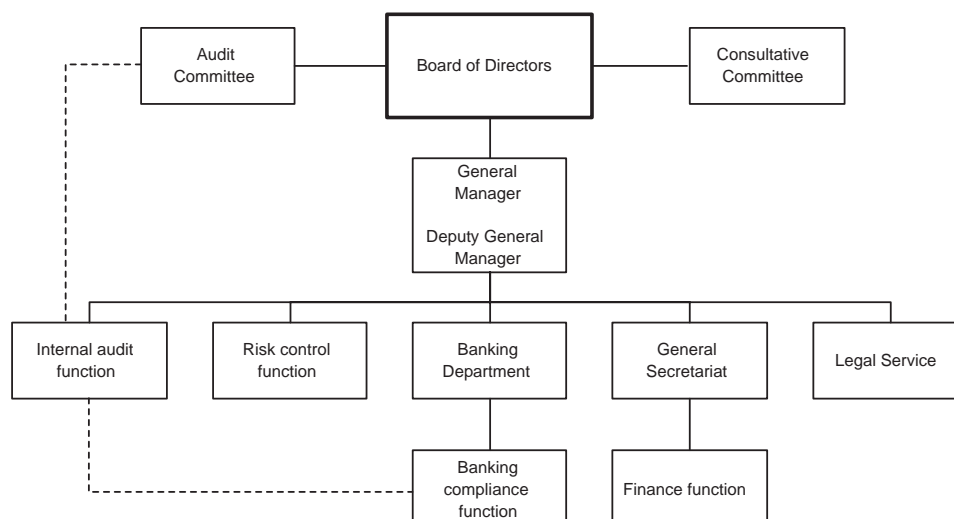 Audit
Committee
Board of Directors
Consultative
Committee
General
Manager
Deputy General
Manager
Internal audit
function
Risk control
function
Banking
Department
General
Secretariat
Legal Service
Banking
compliance
function
Finance function